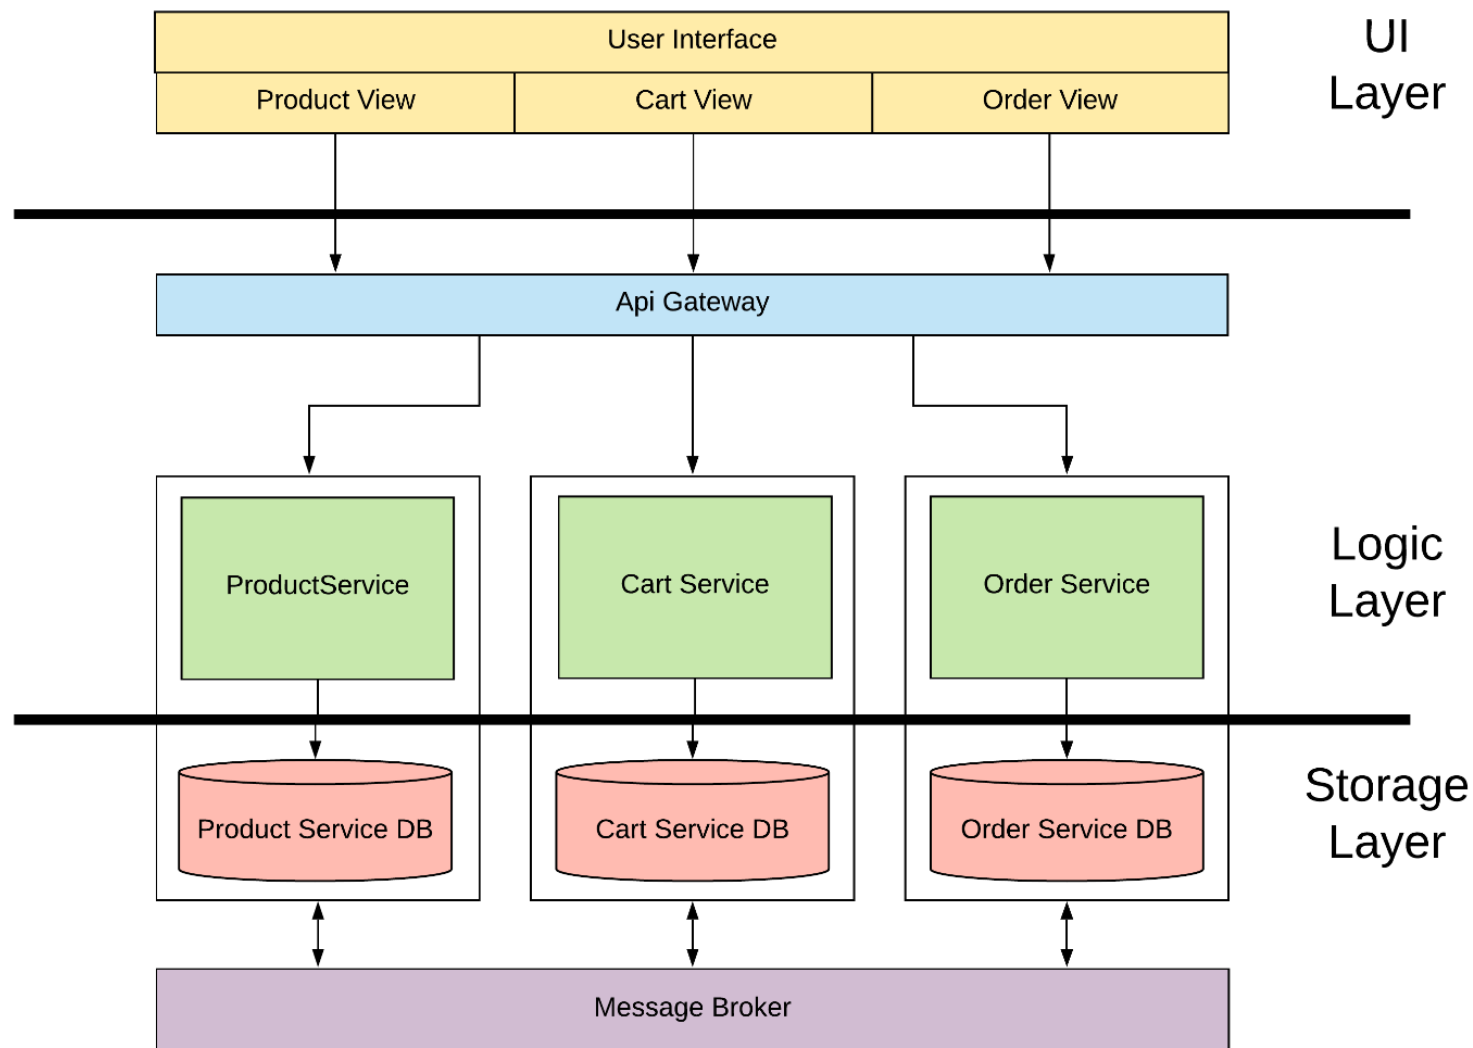 User Interface
UI
Layer
Product View
Cart View
Order View
Api Gateway
ProductService
Cart Service
Order Service
Logic
Layer
Product Service DB
Cart Service DB
Order Service DB
Storage
Layer
Message Broker